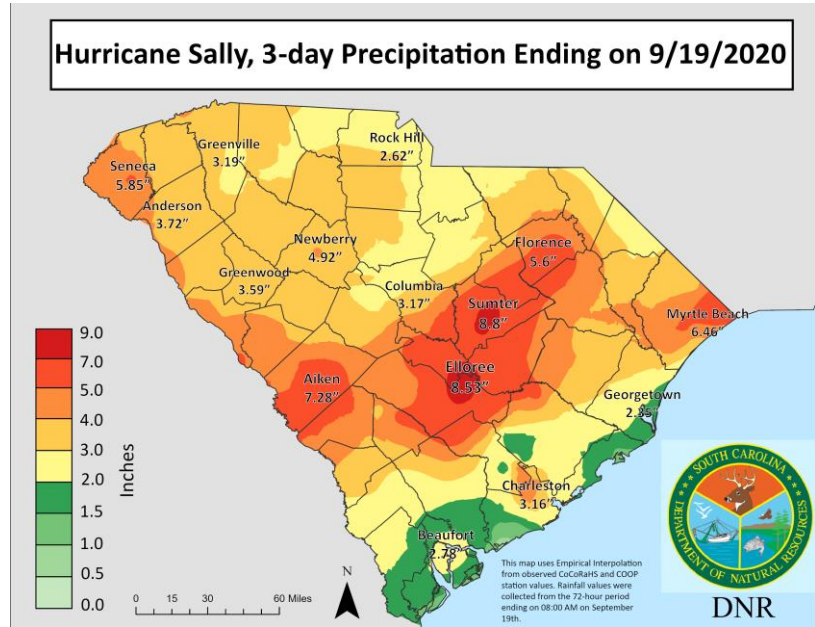 Hurricane Sally, 3-day Precipitation Ending on 9/19/2020
Rock Hill
2.62"
Greenville
3.19"
Seneca
5.85"
Anderson
3.72"
Newberry
4.92"
Florence
5.6"
Greenwood
3.59"
Columbia
3.17"
Sumter
8.8"
Myrtle Beach
6.46"
Elloree
8.53"
Aiken
7.28"
Georgetown
2.35"
Charleston
3.16"
Beaufort
2.78"
9.0
7.0
5.0
4.0
3.0
2.0
1.5
1.0
0.5
0.0
Inches
0 15 30 60 Miles
N
This map uses Empirical Interpolation
from observed CoCoRaHS and COOP
station values. Rainfall values were
collected from the 72-hour period
ending on 08:00 AM on September
19th.
SOUTH CAROLINA
DEPARTMENT OF NATURAL RESOURCES
DNR